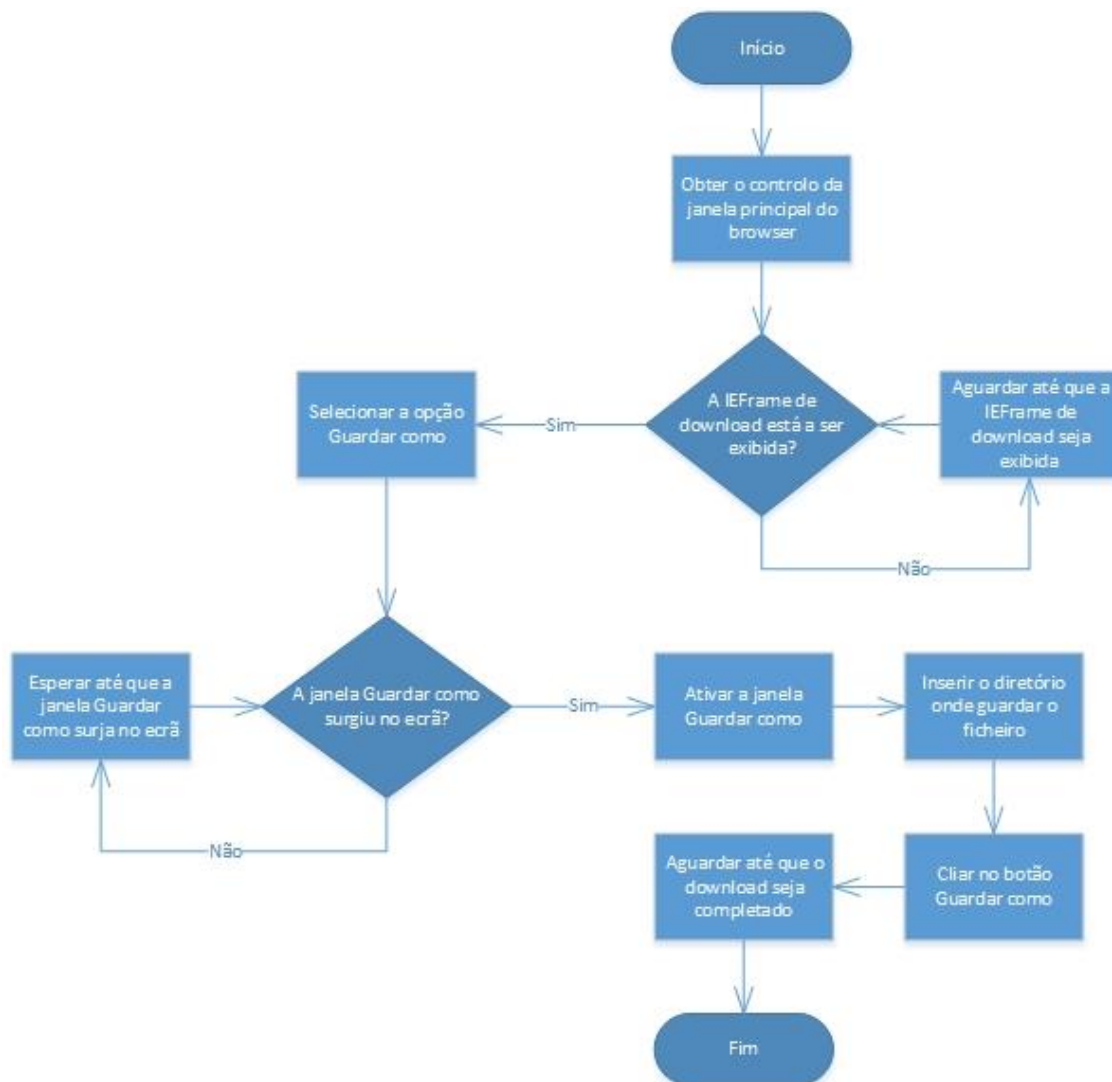 Início
Obter o controlo da
janela principal do
browser
A IEFrame de
download está a ser
exibida?
Aguardar até que a
IEFrame de
download seja
exibida
Não
Sim
Selecionar a opção
Guardar como
A janela Guardar como
surgiu no ecrã?
Esperar até que a
janela Guardar
como surja no ecrã
Não
Sim
Ativar a janela
Guardar como
Inserir o diretório
onde guardar o
ficheiro
Cliar no botão
Guardar como
Aguardar até que o
download seja
completado
Fim